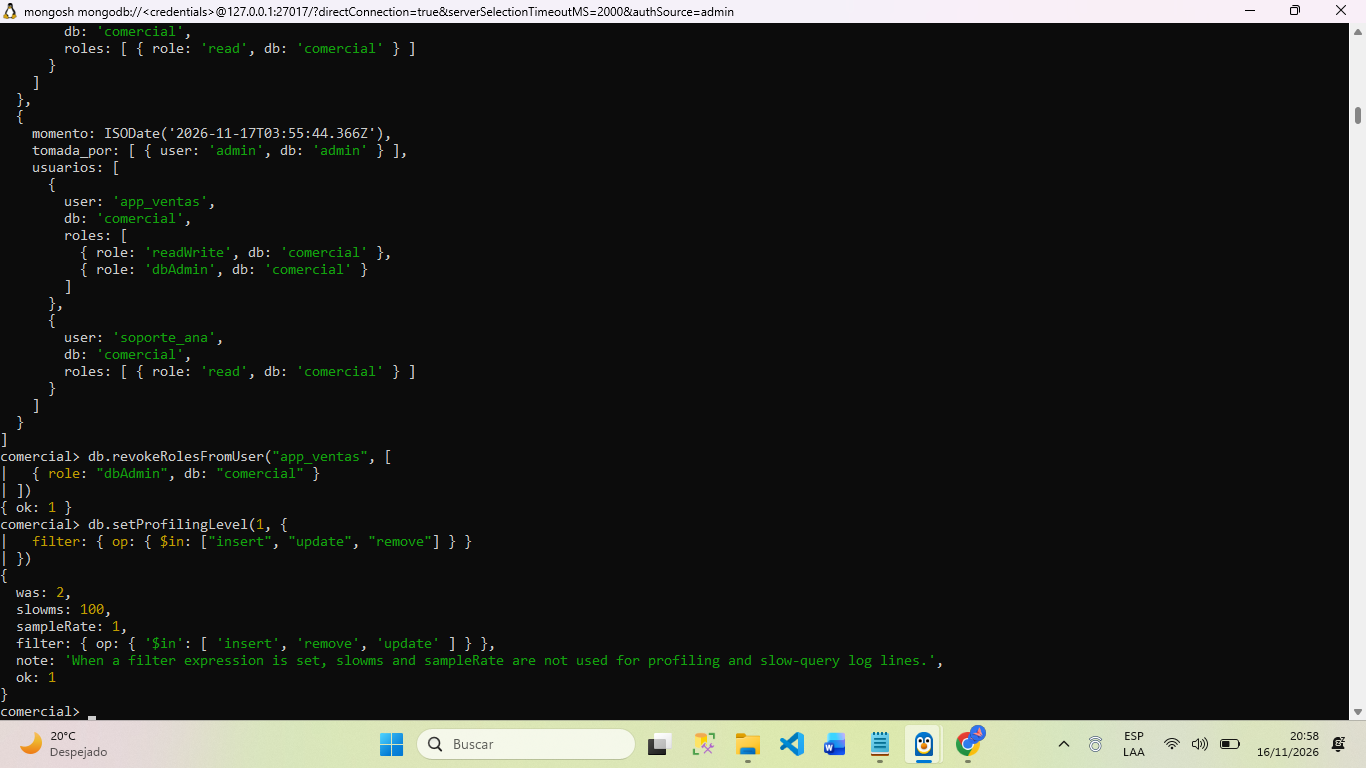 mongosh mongodb://<credentials>@127.0.0.1:27017/?directConnection=true&serverSelectionTimeoutMS=2000&authSource=admin
db: 'comercial',
roles: [ { role: 'read', db: 'comercial' } ]
}
]
},
{
momento: ISODate('2026-11-17T03:55:44.366Z'),
tomada_por: [ { user: 'admin', db: 'admin' } ],
usuarios: [
{
user: 'app_ventas',
db: 'comercial',
roles: [
{ role: 'readWrite', db: 'comercial' },
{ role: 'dbAdmin', db: 'comercial' }
]
},
{
user: 'soporte_ana',
db: 'comercial',
roles: [ { role: 'read', db: 'comercial' } ]
}
]
}
]
comercial> db.revokeRolesFromUser("app_ventas", [
|   { role: "dbAdmin", db: "comercial" }
| ])
{ ok: 1 }
comercial> db.setProfilingLevel(1, {
|   filter: { op: { $in: ["insert", "update", "remove"] } }
| })
{
was: 2,
slowms: 100,
sampleRate: 1,
filter: { op: { '$in': [ 'insert', 'remove', 'update' ] } },
note: 'When a filter expression is set, slowms and sampleRate are not used for profiling and slow-query log lines.',
ok: 1
}
comercial>
20°C
Despejado
Buscar
ESP
LAA
20:58
16/11/2026